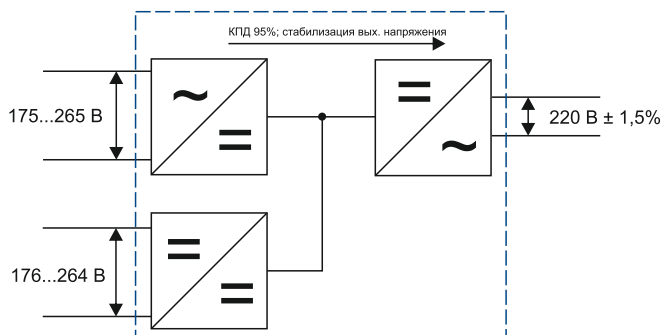 КПД 95%; стабилизация вых. напряжения
175...265 В
220 В ± 1,5%
176...264 В